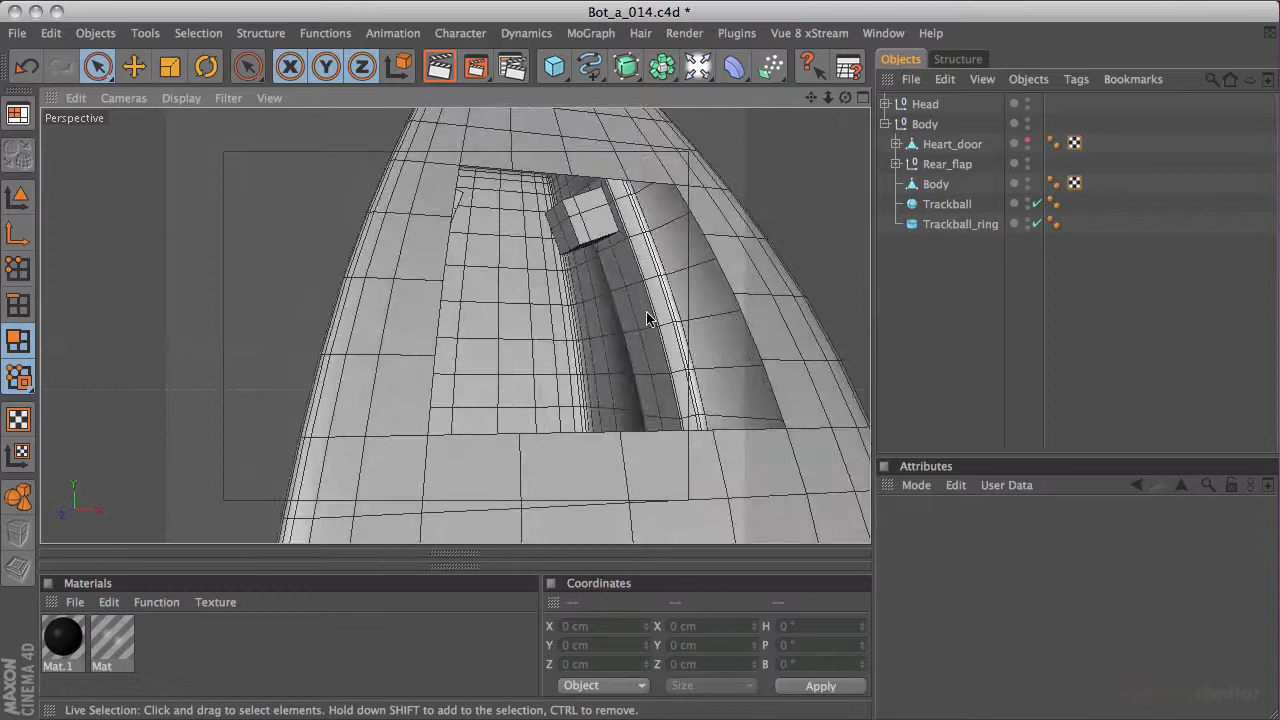 Bot_a_014.c4d *
File Edit Objects Tools Selection Structure Functions Animation Character Dynamics MoGraph Hair Render Plugins Vue 8 xStream Window Help
X Y Z
Objects Structure
Edit Cameras Display Filter View
File Edit View Objects Tags Bookmarks
Perspective
Head
Body
Heart_door
Rear_flap
Body
Trackball
Trackball_ring
Attributes
Mode Edit User Data
Y
X
Z
Materials
Coordinates
File Edit Function Texture
-- -- --
X 0 cm X 0 cm H 0 °
Y 0 cm Y 0 cm P 0 °
Z 0 cm Z 0 cm B 0 °
Mat.1 Mat
Object Size Apply
MAXON
CINEMA 4D
Live Selection: Click and drag to select elements. Hold down SHIFT to add to the selection, CTRL to remove.